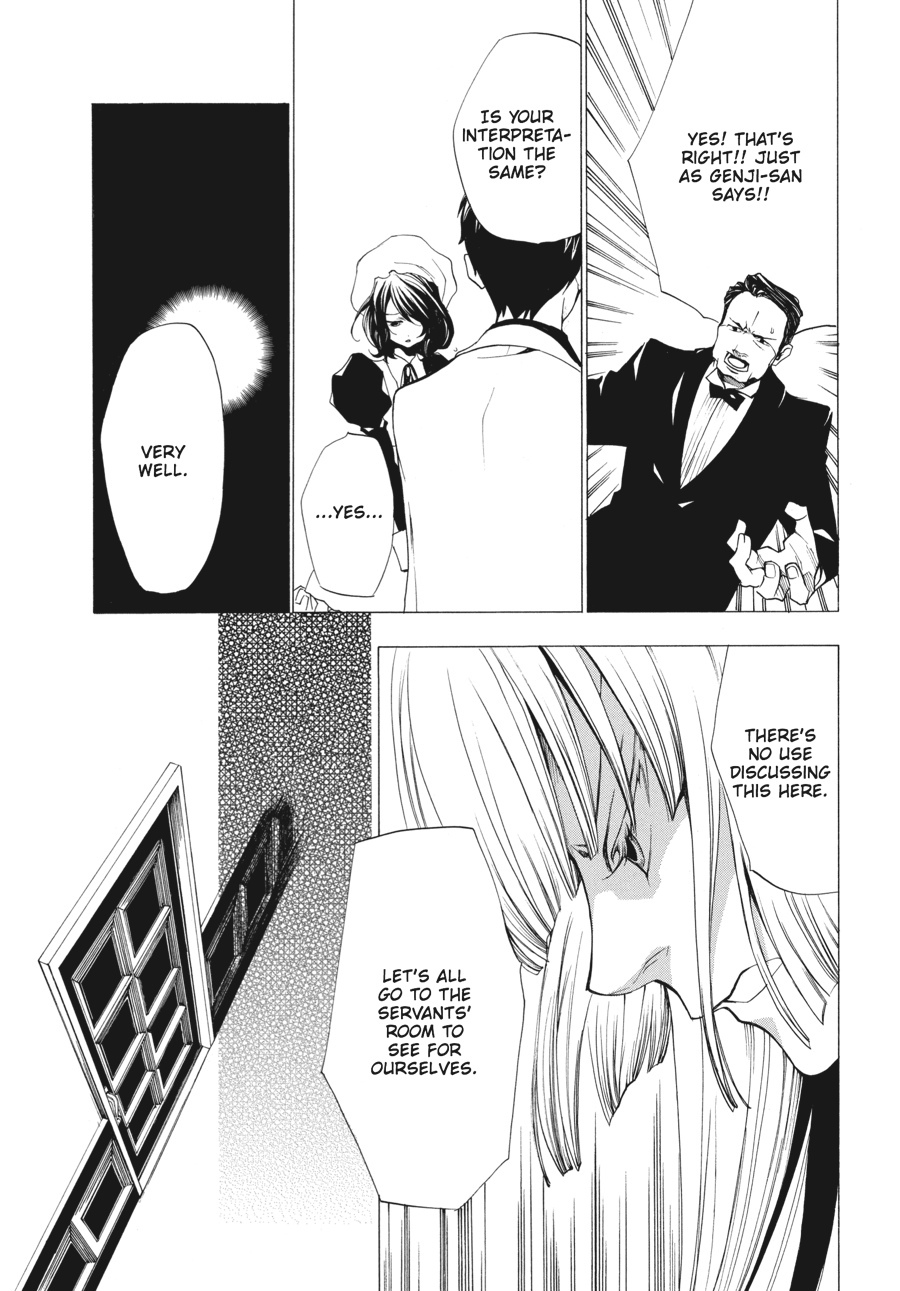 YES! THAT'S
RIGHT!! JUST
AS GENJI-SAN
SAYS!!
IS YOUR
INTERPRETA-
TION THE
SAME?
...YES...
VERY
WELL.
THERE'S
NO USE
DISCUSSING
THIS HERE.
LET'S ALL
GO TO THE
SERVANTS'
ROOM TO
SEE FOR
OURSELVES.